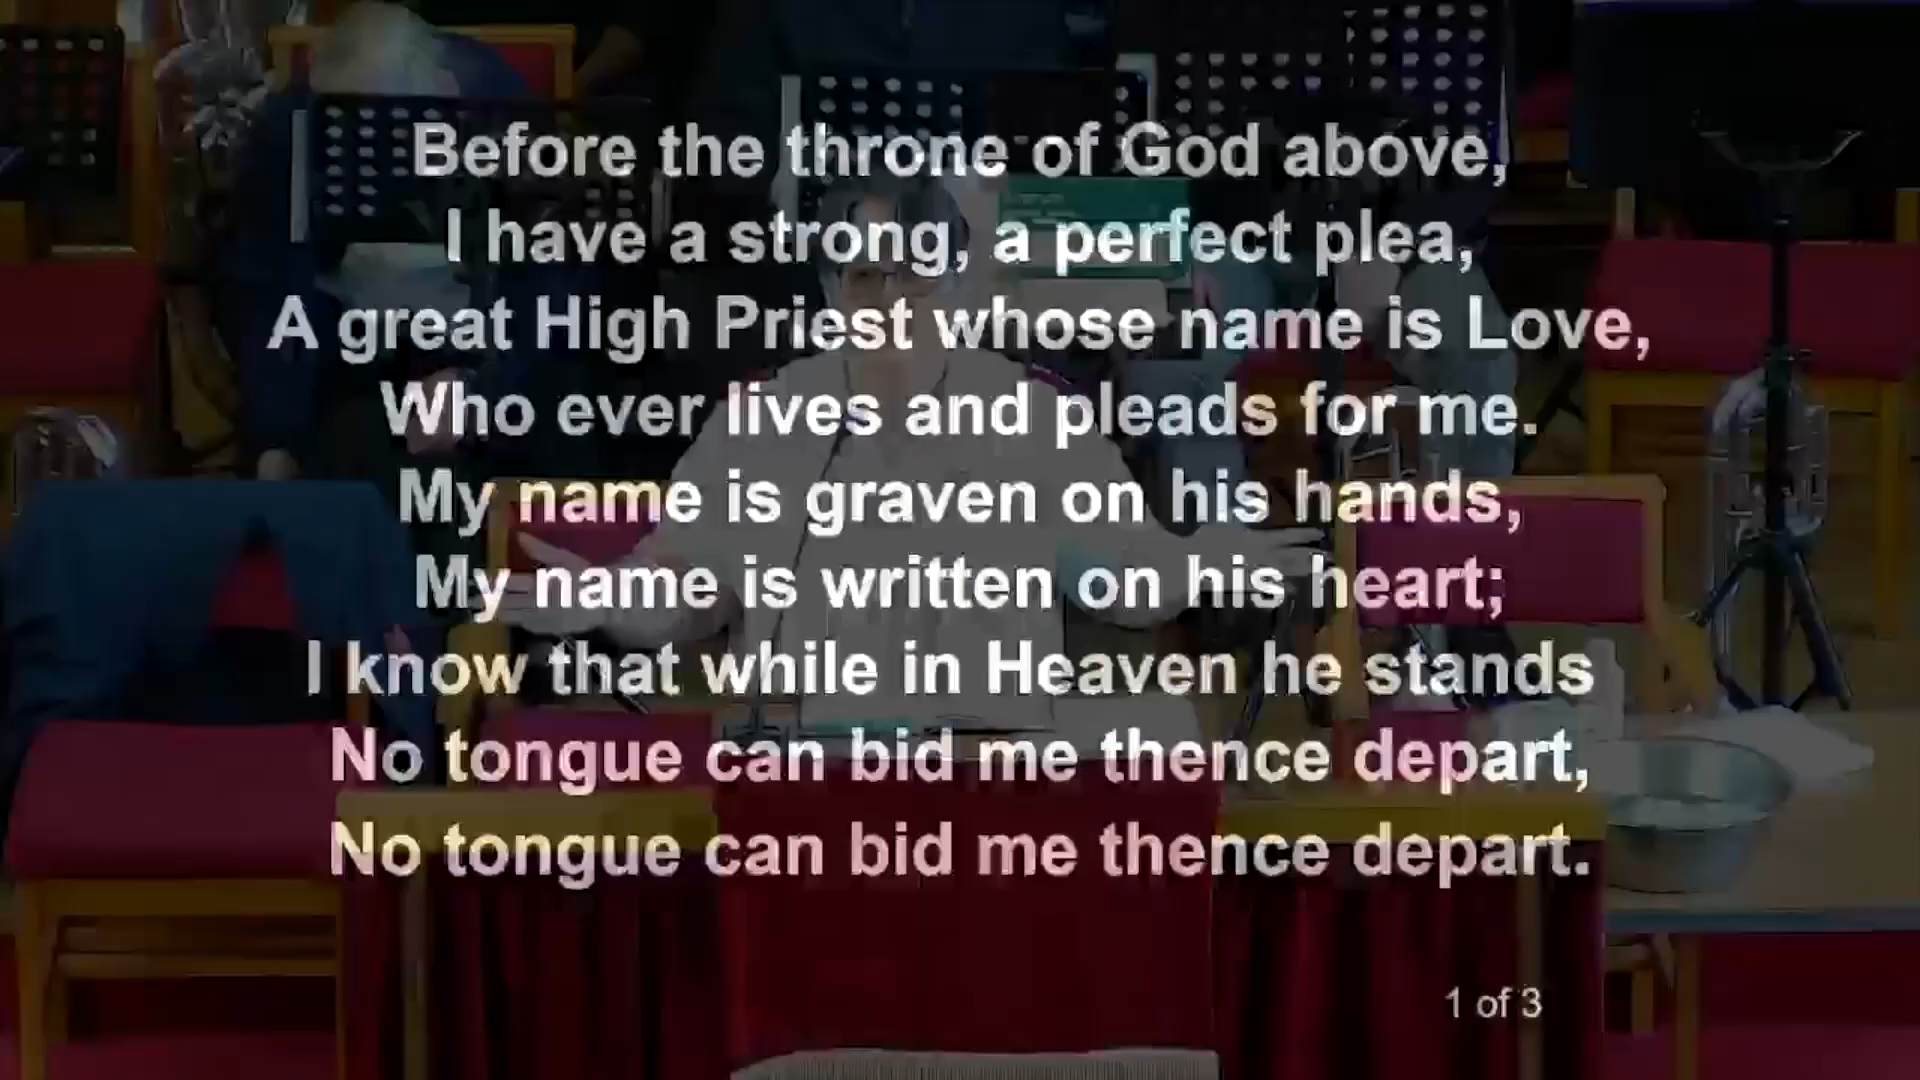 Before the throne of God above,
I have a strong, a perfect plea,
A great High Priest whose name is Love,
Who ever lives and pleads for me.
My name is graven on his hands,
My name is written on his heart;
I know that while in Heaven he stands
No tongue can bid me thence depart,
No tongue can bid me thence depart.
1 of 3